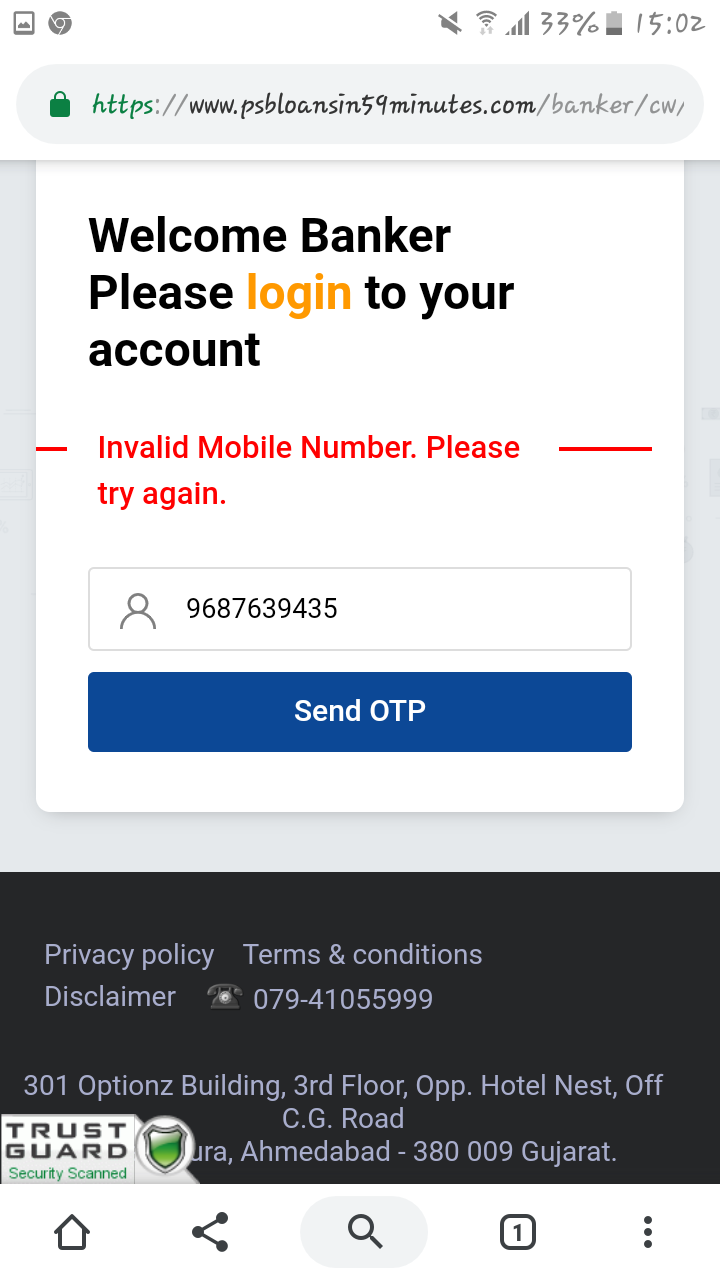 33% 15:02
https://www.psbloansin59minutes.com/banker/cw/
Welcome Banker
Please login to your
account
Invalid Mobile Number. Please
try again.
9687639435
Send OTP
Privacy policy Terms & conditions
Disclaimer 079-41055999
301 Optionz Building, 3rd Floor, Opp. Hotel Nest, Off
C.G. Road
ura, Ahmedabad - 380 009 Gujarat.
TRUST
GUARD
Security Scanned
1